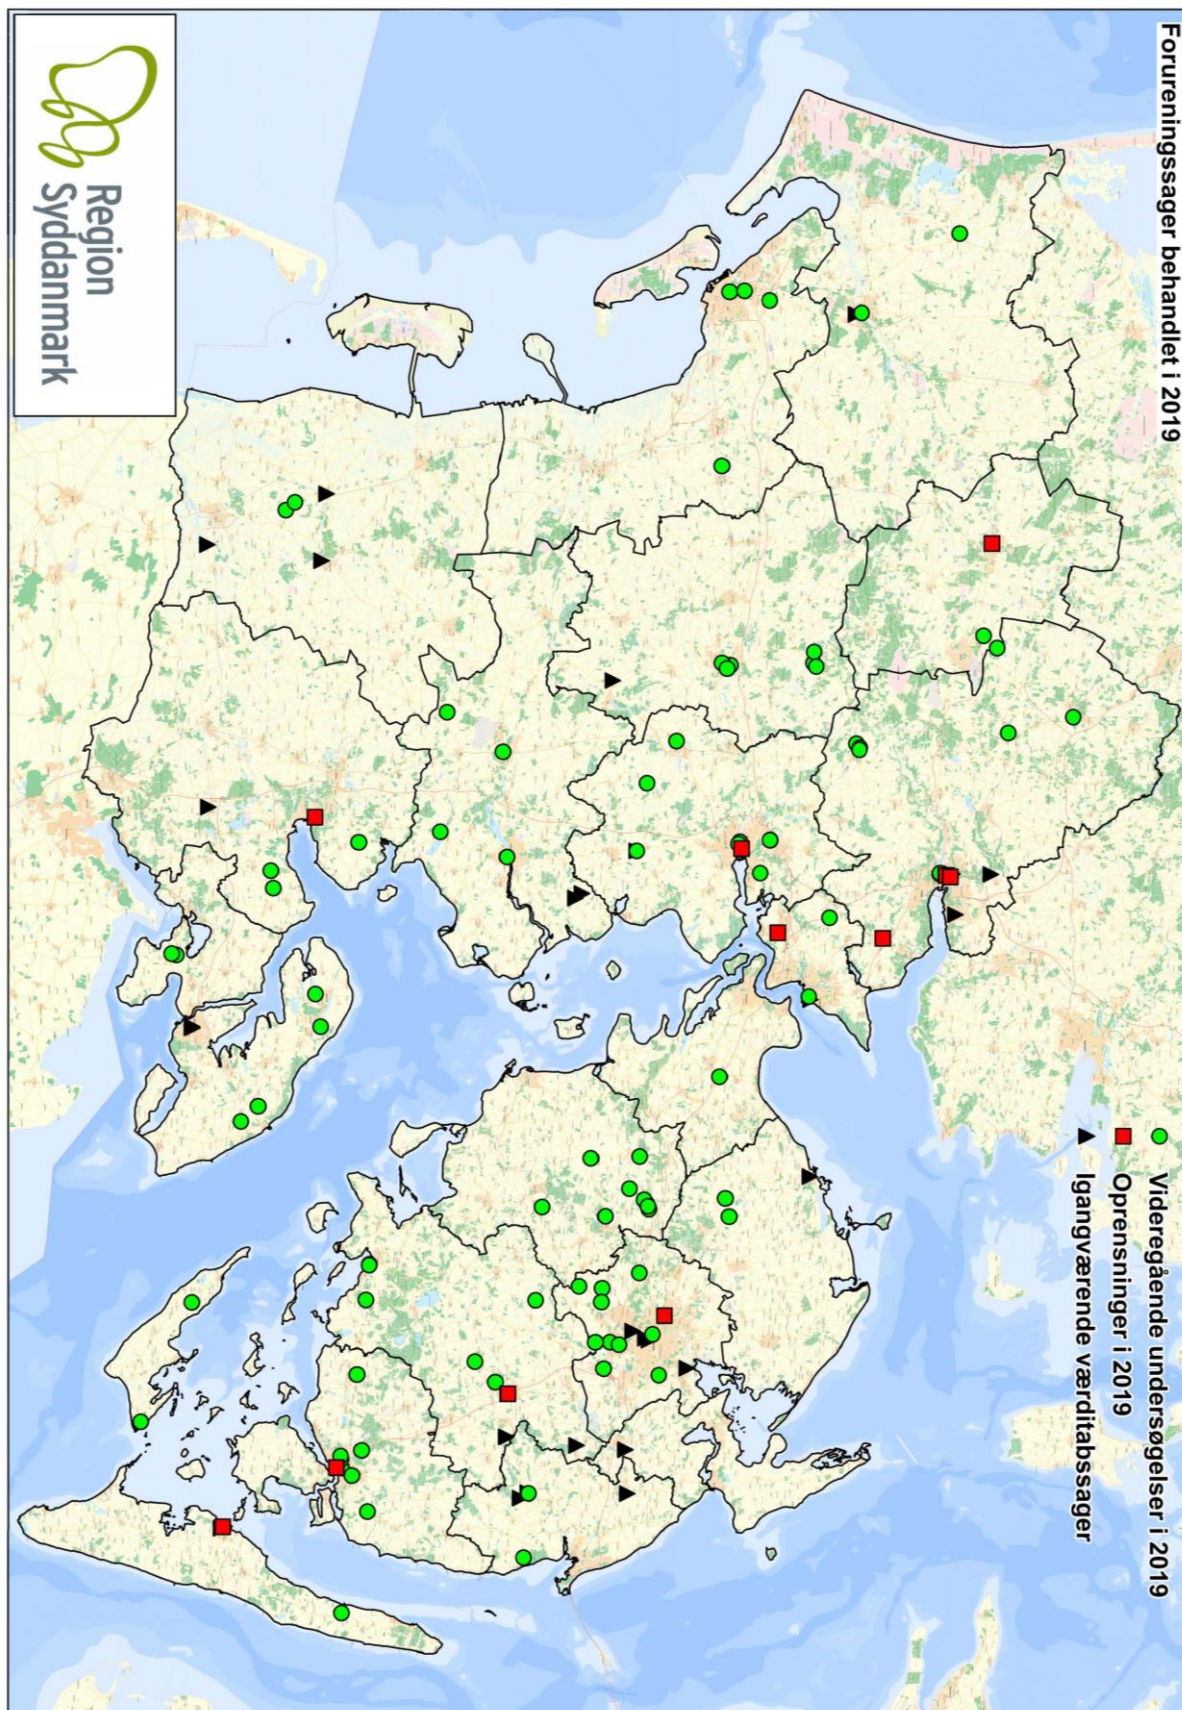 Forureningssager behandlet i 2019
Videregående undersøgelser i 2019
Oprensninger i 2019
Igangværende værditabssager
Region
Syddanmark